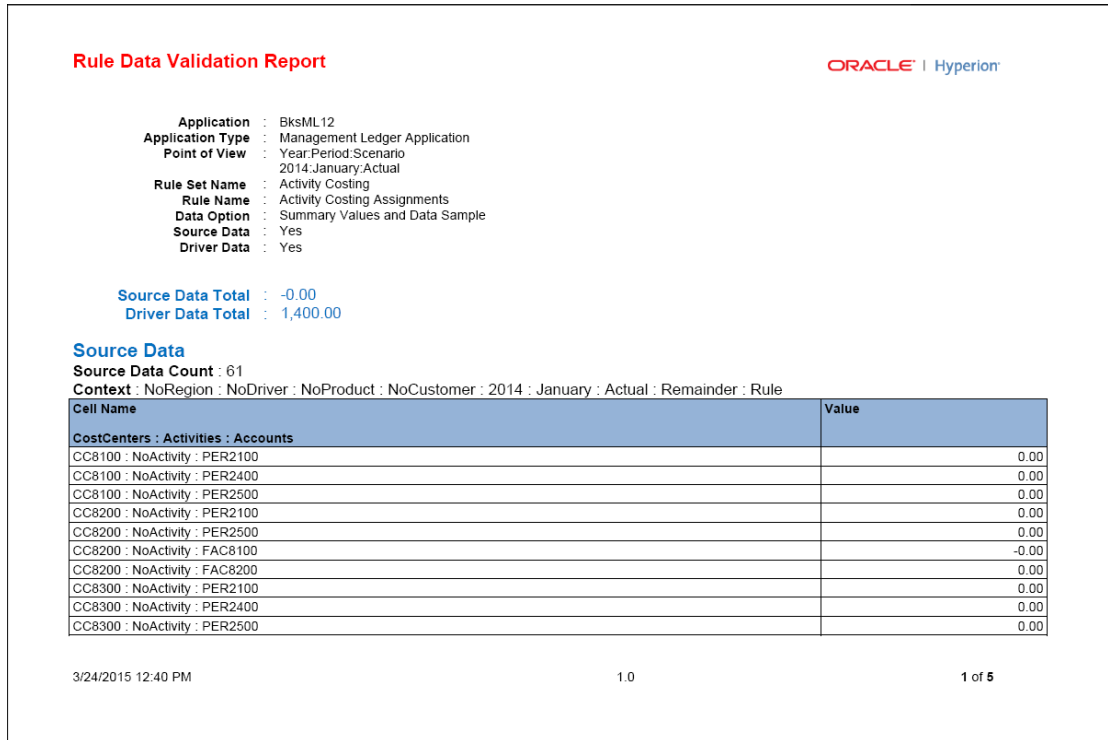 Rule Data Validation Report
ORACLE | Hyperion
Application : BksML12
Application Type : Management Ledger Application
Point of View : Year:Period:Scenario
2014:January:Actual
Rule Set Name : Activity Costing
Rule Name : Activity Costing Assignments
Data Option : Summary Values and Data Sample
Source Data : Yes
Driver Data : Yes
Source Data Total : -0.00
Driver Data Total : 1,400.00
Source Data
Source Data Count : 61
Context : NoRegion : NoDriver : NoProduct : NoCustomer : 2014 : January : Actual : Remainder : Rule
Cell Name Value
CostCenters : Activities : Accounts
CC8100 : NoActivity : PER2100 0.00
CC8100 : NoActivity : PER2400 0.00
CC8100 : NoActivity : PER2500 0.00
CC8200 : NoActivity : PER2100 0.00
CC8200 : NoActivity : PER2500 0.00
CC8200 : NoActivity : FAC8100 -0.00
CC8200 : NoActivity : FAC8200 0.00
CC8300 : NoActivity : PER2100 0.00
CC8300 : NoActivity : PER2400 0.00
CC8300 : NoActivity : PER2500 0.00
3/24/2015 12:40 PM 1.0 1 of 5